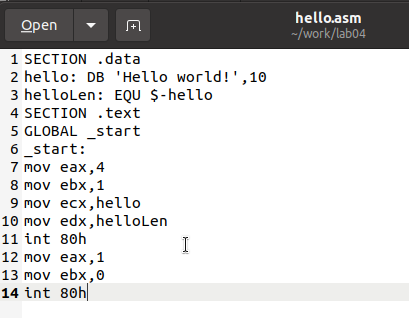 Open
hello.asm
~/work/lab04
1 SECTION .data
2 hello: DB 'Hello world!',10
3 helloLen: EQU $-hello
4 SECTION .text
5 GLOBAL _start
6 _start:
7 mov eax,4
8 mov ebx,1
9 mov ecx,hello
10 mov edx,helloLen
11 int 80h
12 mov eax,1
13 mov ebx,0
14 int 80h